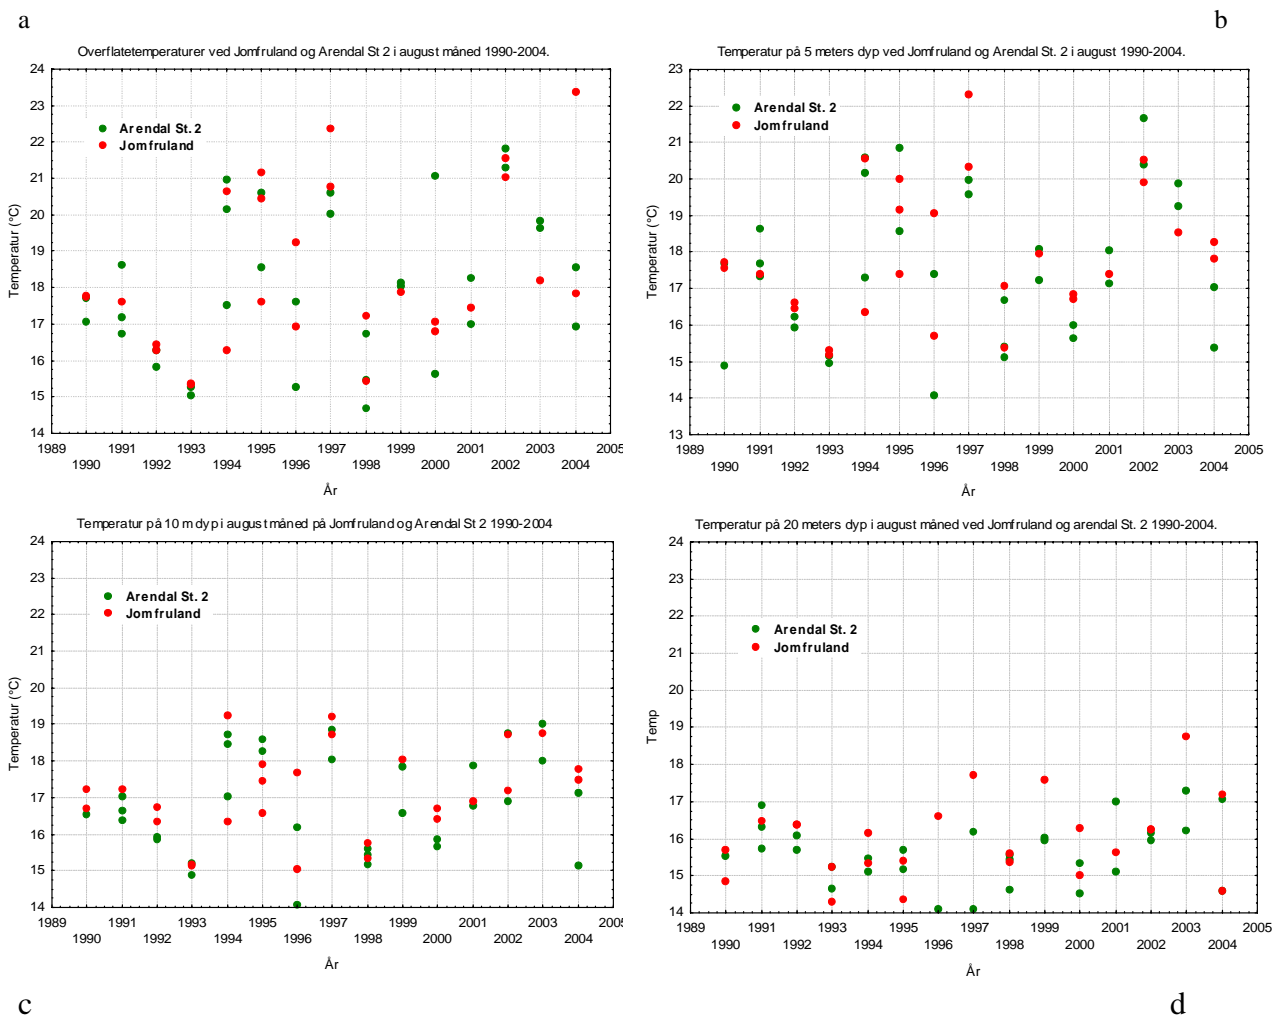 a
b
Overflatetemperaturer ved Jomfruland og Arendal St 2 i august måned 1990-2004.
24
23
22
21
20
19
18
17
16
15
14
Temperatur (°C)
Arendal St. 2
Jomfruland
1989 1991 1993 1995 1997 1999 2001 2003 2005
1990 1992 1994 1996 1998 2000 2002 2004
År
Temperatur på 5 meters dyp ved Jomfruland og Arendal St. 2 i august 1990-2004.
23
22
21
20
19
18
17
16
15
14
13
Temperatur (°C)
Arendal St. 2
Jomfruland
1989 1991 1993 1995 1997 1999 2001 2003 2005
1990 1992 1994 1996 1998 2000 2002 2004
År
Temperatur på 10 m dyp i august måned på Jomfruland og Arendal St 2 1990-2004
24
23
22
21
20
19
18
17
16
15
14
Temperatur (°C)
Arendal St. 2
Jomfruland
1989 1991 1993 1995 1997 1999 2001 2003 2005
1990 1992 1994 1996 1998 2000 2002 2004
År
Temperatur på 20 meters dyp i august måned ved Jomfruland og arendal St. 2 1990-2004.
24
23
22
21
20
19
18
17
16
15
14
Temp
Arendal St. 2
Jomfruland
1989 1991 1993 1995 1997 1999 2001 2003 2005
1990 1992 1994 1996 1998 2000 2002 2004
År
c
d